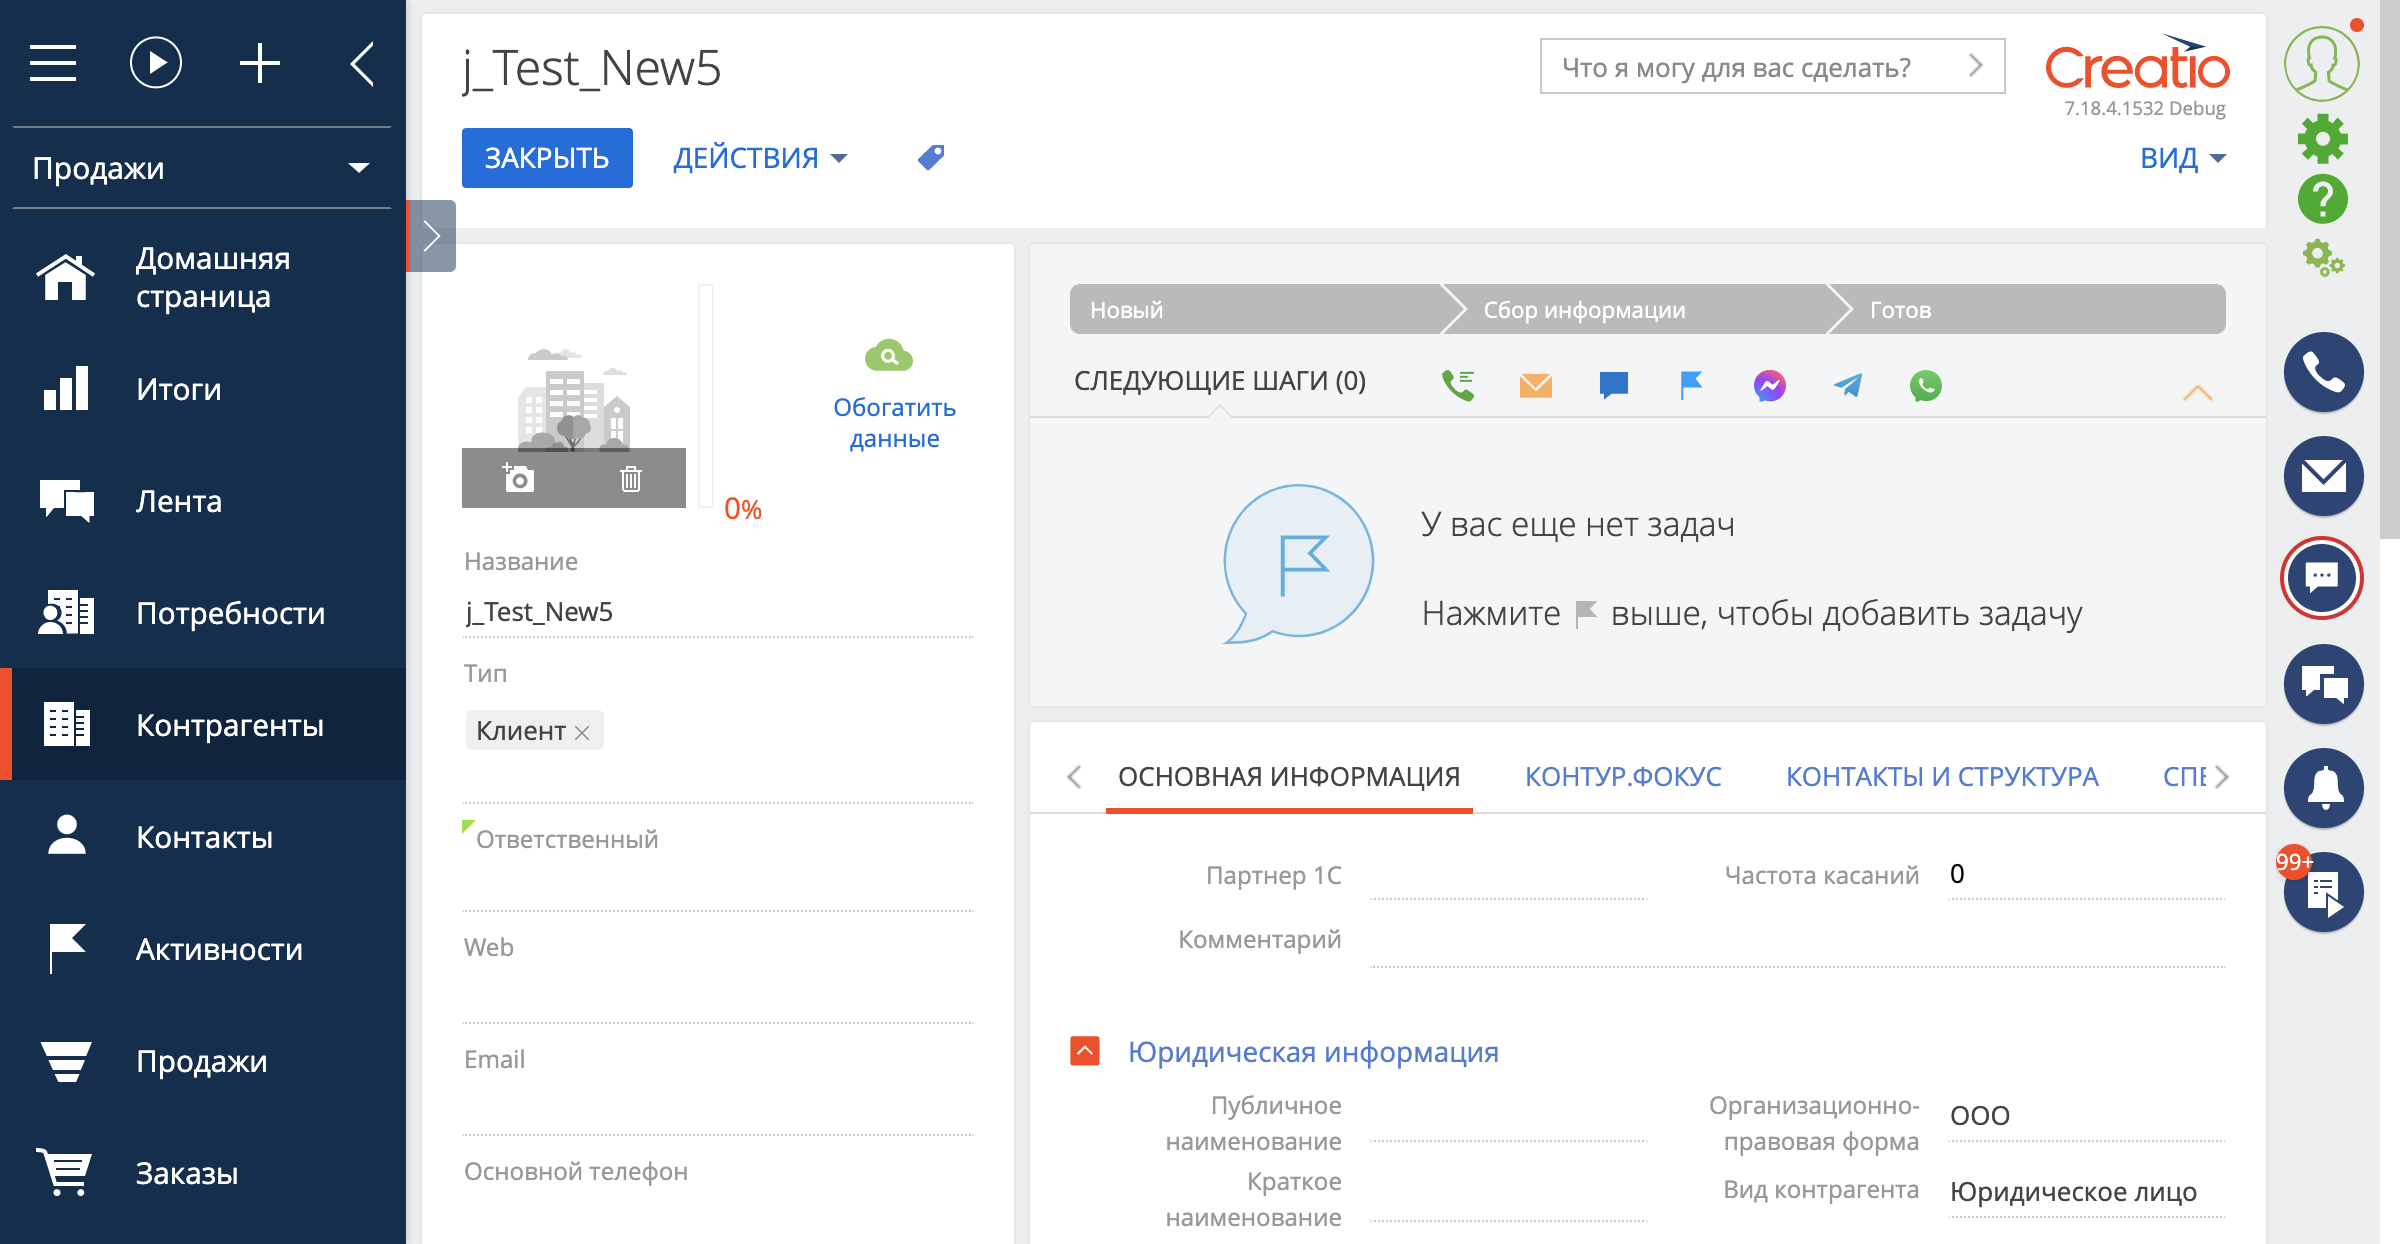 Продажи
Домашняя
страница
Итоги
Лента
Потребности
Контрагенты
Контакты
Активности
Продажи
Заказы
j_Test_New5
Что я могу для вас сделать?
Creatio
7.18.4.1532 Debug
ЗАКРЫТЬ
ДЕЙСТВИЯ
ВИД
Обогатить
данные
0%
Название
j_Test_New5
Тип
Клиент
Ответственный
Web
Email
Основной телефон
Новый
Сбор информации
Готов
СЛЕДУЮЩИЕ ШАГИ (0)
У вас еще нет задач
Нажмите выше, чтобы добавить задачу
ОСНОВНАЯ ИНФОРМАЦИЯ
КОНТУР.ФОКУС
КОНТАКТЫ И СТРУКТУРА
СПЕ
Партнер 1С
Частота касаний
0
Комментарий
Юридическая информация
Публичное
наименование
Организационно-
правовая форма
ООО
Краткое
наименование
Вид контрагента
Юридическое лицо
99+